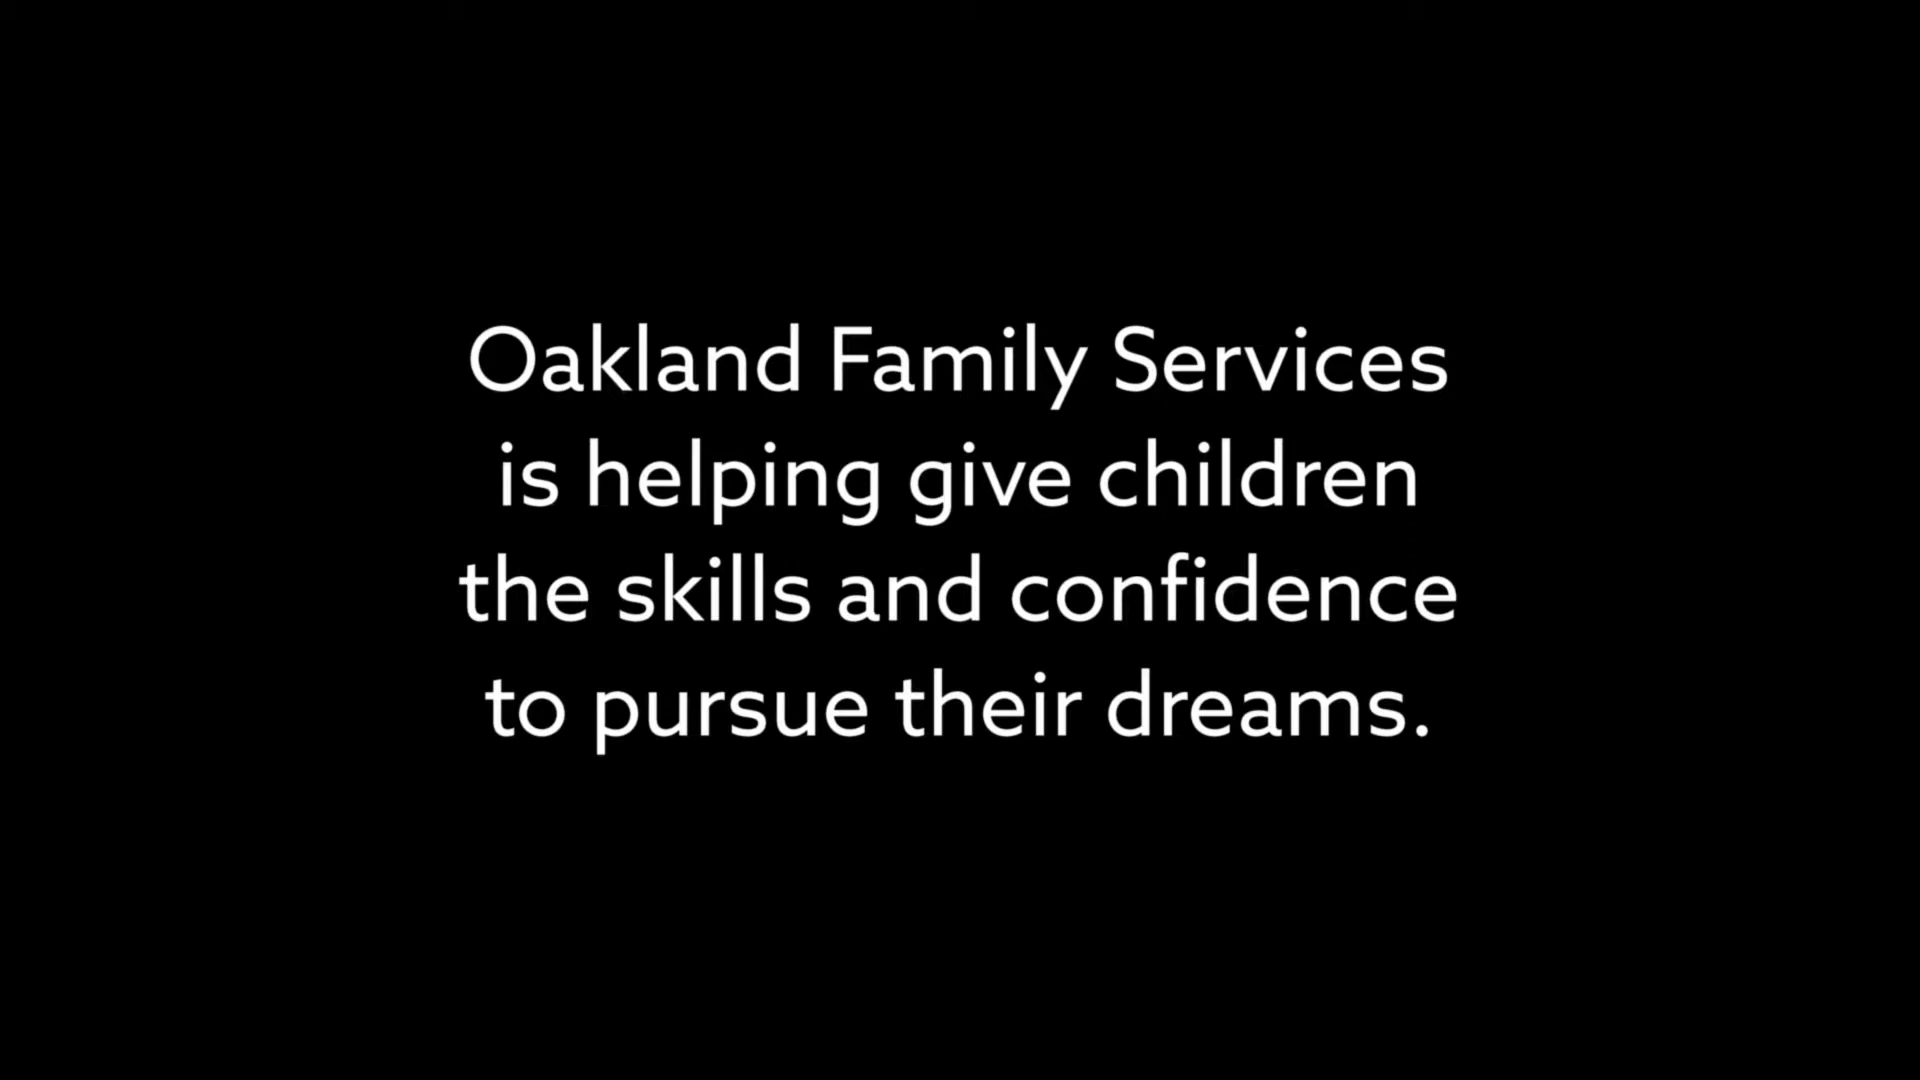 Oakland Family Services
is helping give children
the skills and confidence
to pursue their dreams.